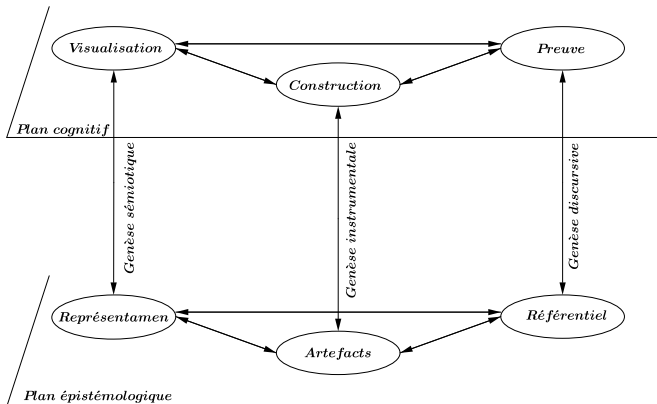 Visualisation
Preuve
Construction
Plan cognitif
Genèse sémiotique
Genèse instrumentale
Genèse discursive
Représentamen
Référentiel
Artefacts
Plan épistémologique